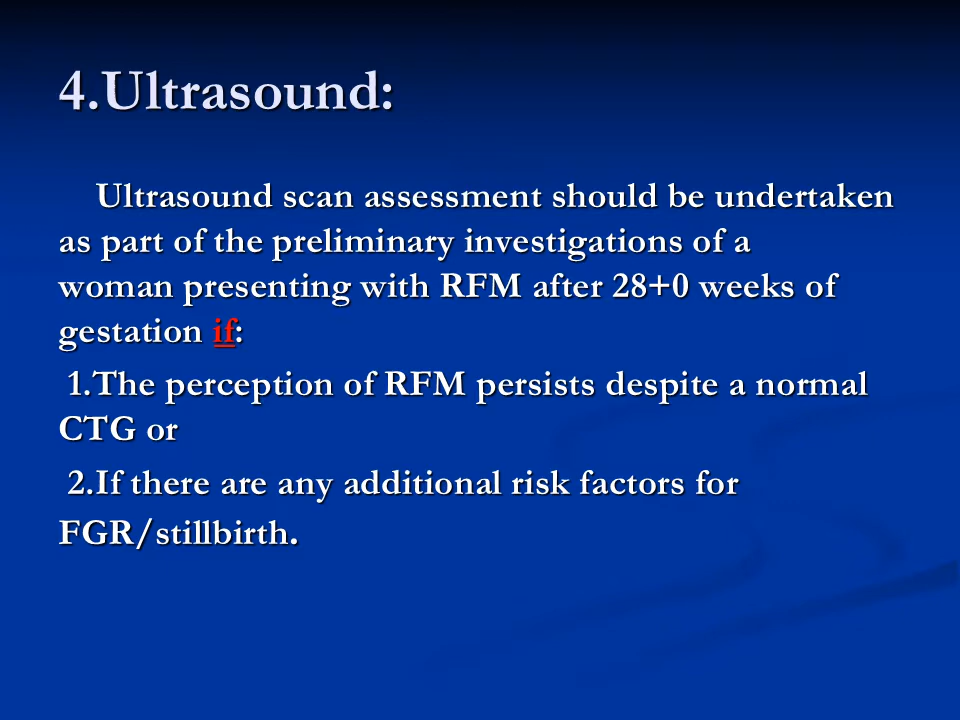 4.Ultrasound:
Ultrasound scan assessment should be undertaken
as part of the preliminary investigations of a
woman presenting with RFM after 28+0 weeks of
gestation if:
1.The perception of RFM persists despite a normal
CTG or
2.If there are any additional risk factors for
FGR/stillbirth.